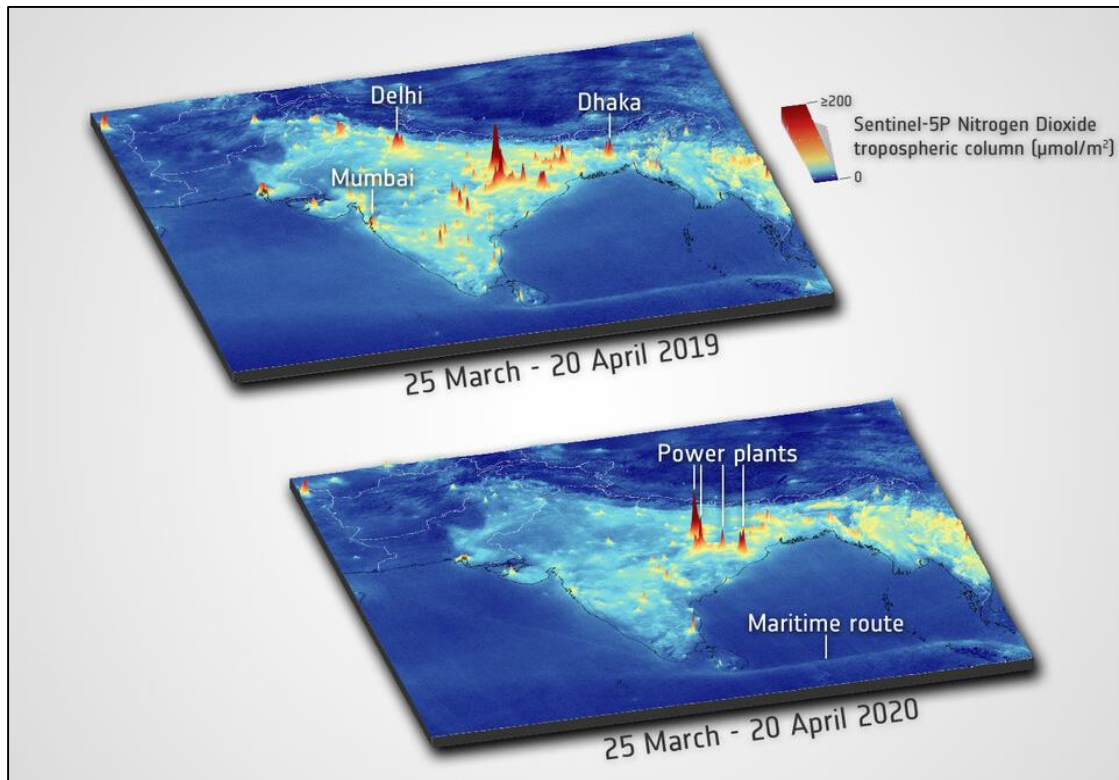 Delhi
Dhaka
Mumbai
≥200
Sentinel-5P Nitrogen Dioxide
tropospheric column (µmol/m²)
0
25 March - 20 April 2019
Power plants
Maritime route
25 March - 20 April 2020